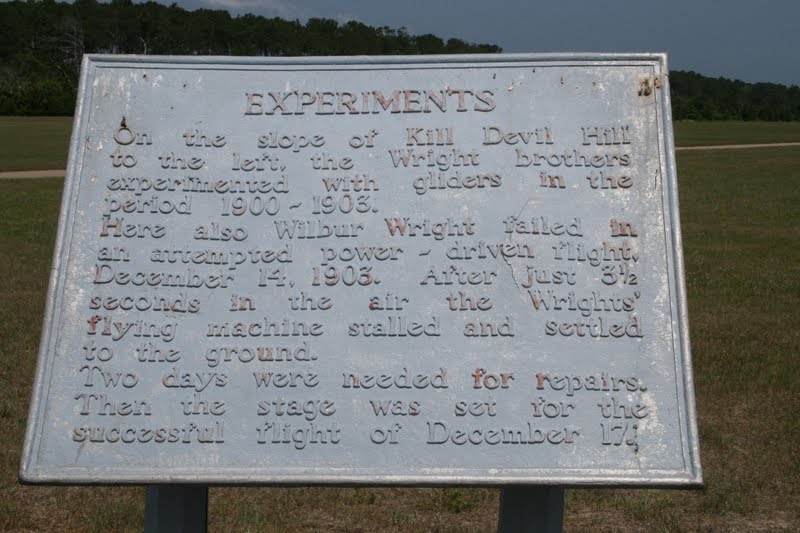 EXPERIMENTS
On the slope of Kill Devil Hill
to the left, the Wright brothers
experimented with gliders in the
period 1900 - 1903.
Here also Wilbur Wright failed in
an attempted power - driven flight,
December 14, 1903. After just 3½
seconds in the air the Wrights'
flying machine stalled and settled
to the ground.
Two days were needed for repairs.
Then the stage was set for the
successful flight of December 17.